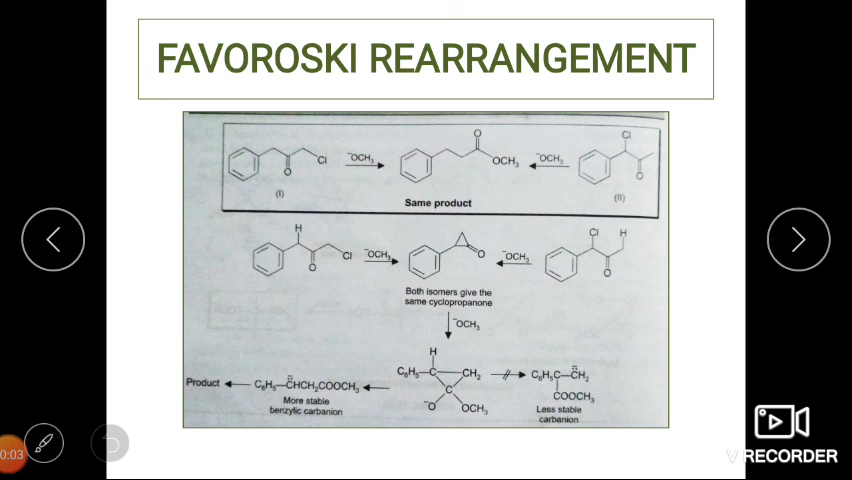 FAVOROSKI REARRANGEMENT
Cl
O
⁻OCH₃
O
OCH₃
⁻OCH₃
Cl
O
(I)
Same product
(II)
H
O
Cl
⁻OCH₃
O
⁻OCH₃
Cl
H
O
Both isomers give the
same cyclopropanone
⁻OCH₃
H
Product
C₆H₅—C̈HCH₂COOCH₃
C₆H₅—C—CH₂
C
⁻O
OCH₃
C₆H₅C—C̈H₂
COOCH₃
More stable
benzylic carbanion
Less stable
carbanion
0:03
V RECORDER